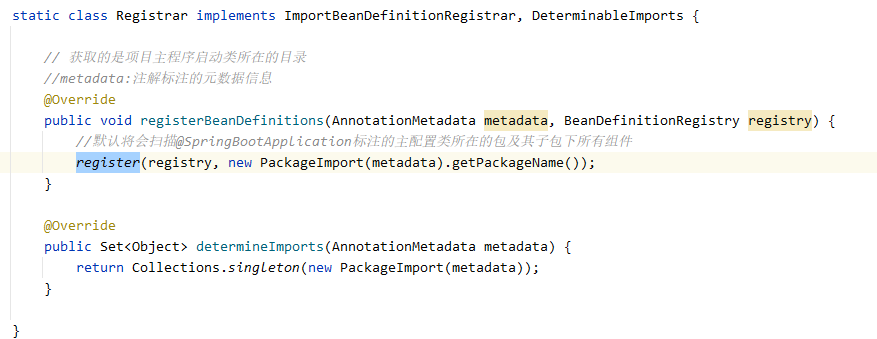 static class Registrar implements ImportBeanDefinitionRegistrar, DeterminableImports {
// 获取的是项目主程序启动类所在的目录
//metadata:注解标注的元数据信息
@Override
public void registerBeanDefinitions(AnnotationMetadata metadata, BeanDefinitionRegistry registry) {
//默认将会扫描@SpringBootApplication标注的主配置类所在的包及其子包下所有组件
register(registry, new PackageImport(metadata).getPackageName());
}
@Override
public Set<Object> determineImports(AnnotationMetadata metadata) {
return Collections.singleton(new PackageImport(metadata));
}
}